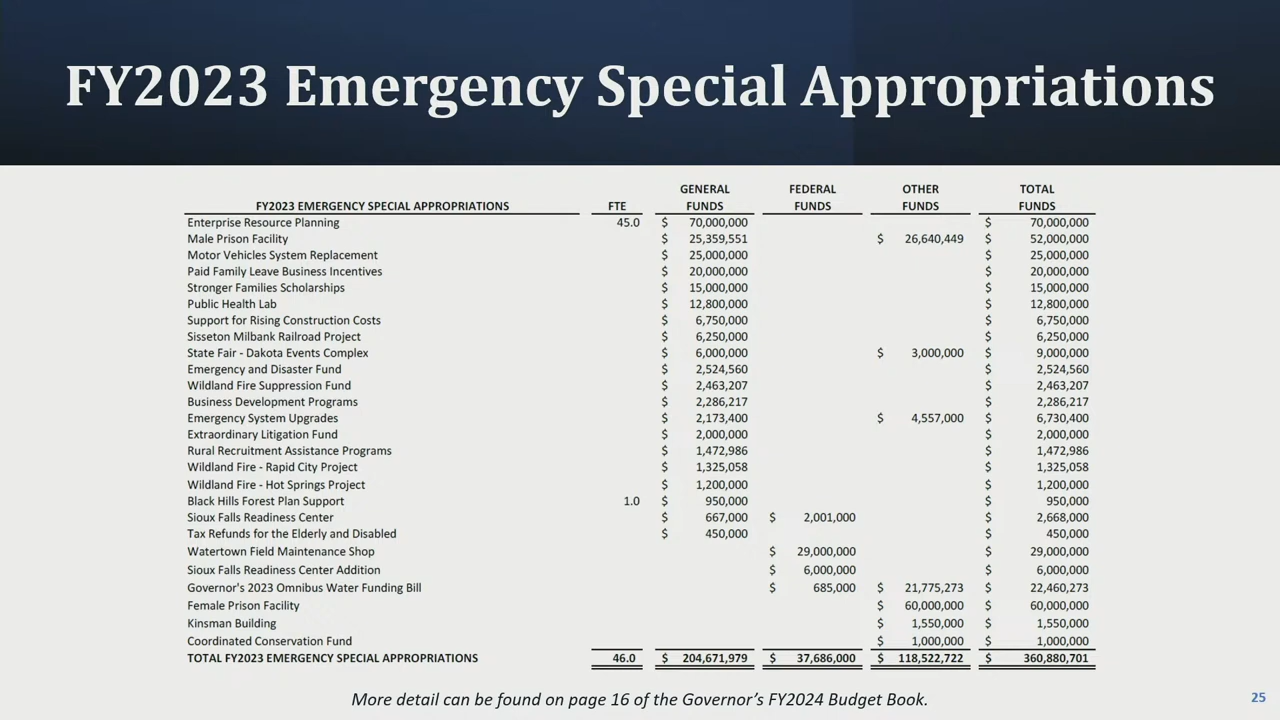 FY2023 Emergency Special Appropriations
GENERAL FEDERAL OTHER TOTAL
FY2023 EMERGENCY SPECIAL APPROPRIATIONS FTE FUNDS FUNDS FUNDS FUNDS
Enterprise Resource Planning 45.0 $ 70,000,000 $ 70,000,000
Male Prison Facility $ 25,359,551 $ 26,640,449 $ 52,000,000
Motor Vehicles System Replacement $ 25,000,000 $ 25,000,000
Paid Family Leave Business Incentives $ 20,000,000 $ 20,000,000
Stronger Families Scholarships $ 15,000,000 $ 15,000,000
Public Health Lab $ 12,800,000 $ 12,800,000
Support for Rising Construction Costs $ 6,750,000 $ 6,750,000
Sisseton Milbank Railroad Project $ 6,250,000 $ 6,250,000
State Fair - Dakota Events Complex $ 6,000,000 $ 3,000,000 $ 9,000,000
Emergency and Disaster Fund $ 2,524,560 $ 2,524,560
Wildland Fire Suppression Fund $ 2,463,207 $ 2,463,207
Business Development Programs $ 2,286,217 $ 2,286,217
Emergency System Upgrades $ 2,173,400 $ 4,557,000 $ 6,730,400
Extraordinary Litigation Fund $ 2,000,000 $ 2,000,000
Rural Recruitment Assistance Programs $ 1,472,986 $ 1,472,986
Wildland Fire - Rapid City Project $ 1,325,058 $ 1,325,058
Wildland Fire - Hot Springs Project $ 1,200,000 $ 1,200,000
Black Hills Forest Plan Support 1.0 $ 950,000 $ 950,000
Sioux Falls Readiness Center $ 667,000 $ 2,001,000 $ 2,668,000
Tax Refunds for the Elderly and Disabled $ 450,000 $ 450,000
Watertown Field Maintenance Shop $ 29,000,000 $ 29,000,000
Sioux Falls Readiness Center Addition $ 6,000,000 $ 6,000,000
Governor's 2023 Omnibus Water Funding Bill $ 685,000 $ 21,775,273 $ 22,460,273
Female Prison Facility $ 60,000,000 $ 60,000,000
Kinsman Building $ 1,550,000 $ 1,550,000
Coordinated Conservation Fund $ 1,000,000 $ 1,000,000
TOTAL FY2023 EMERGENCY SPECIAL APPROPRIATIONS 46.0 $ 204,671,979 $ 37,686,000 $ 118,522,722 $ 360,880,701
More detail can be found on page 16 of the Governor’s FY2024 Budget Book.
25